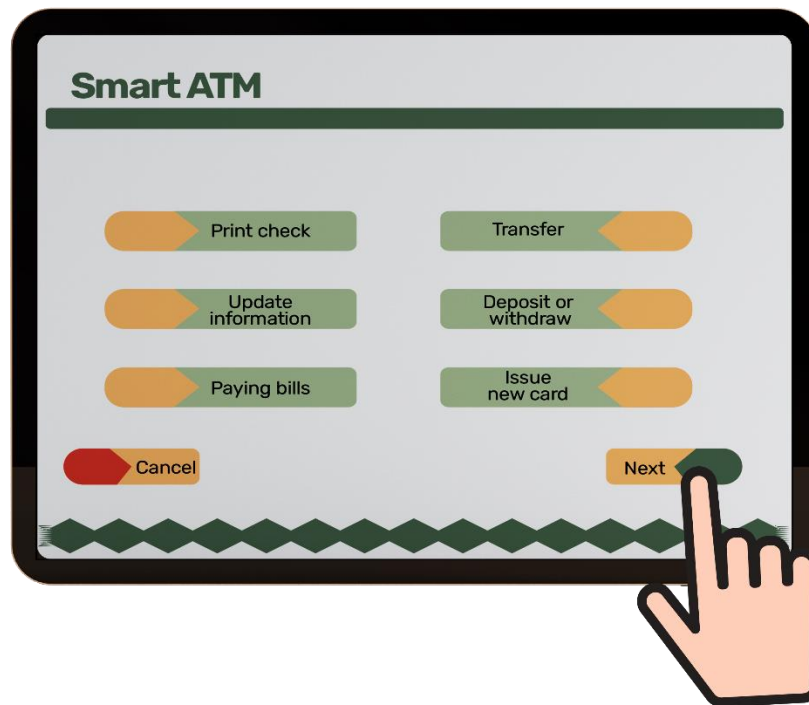 Smart ATM
Print check
Transfer
Update
information
Deposit or
withdraw
Paying bills
Issue
new card
Cancel
Next